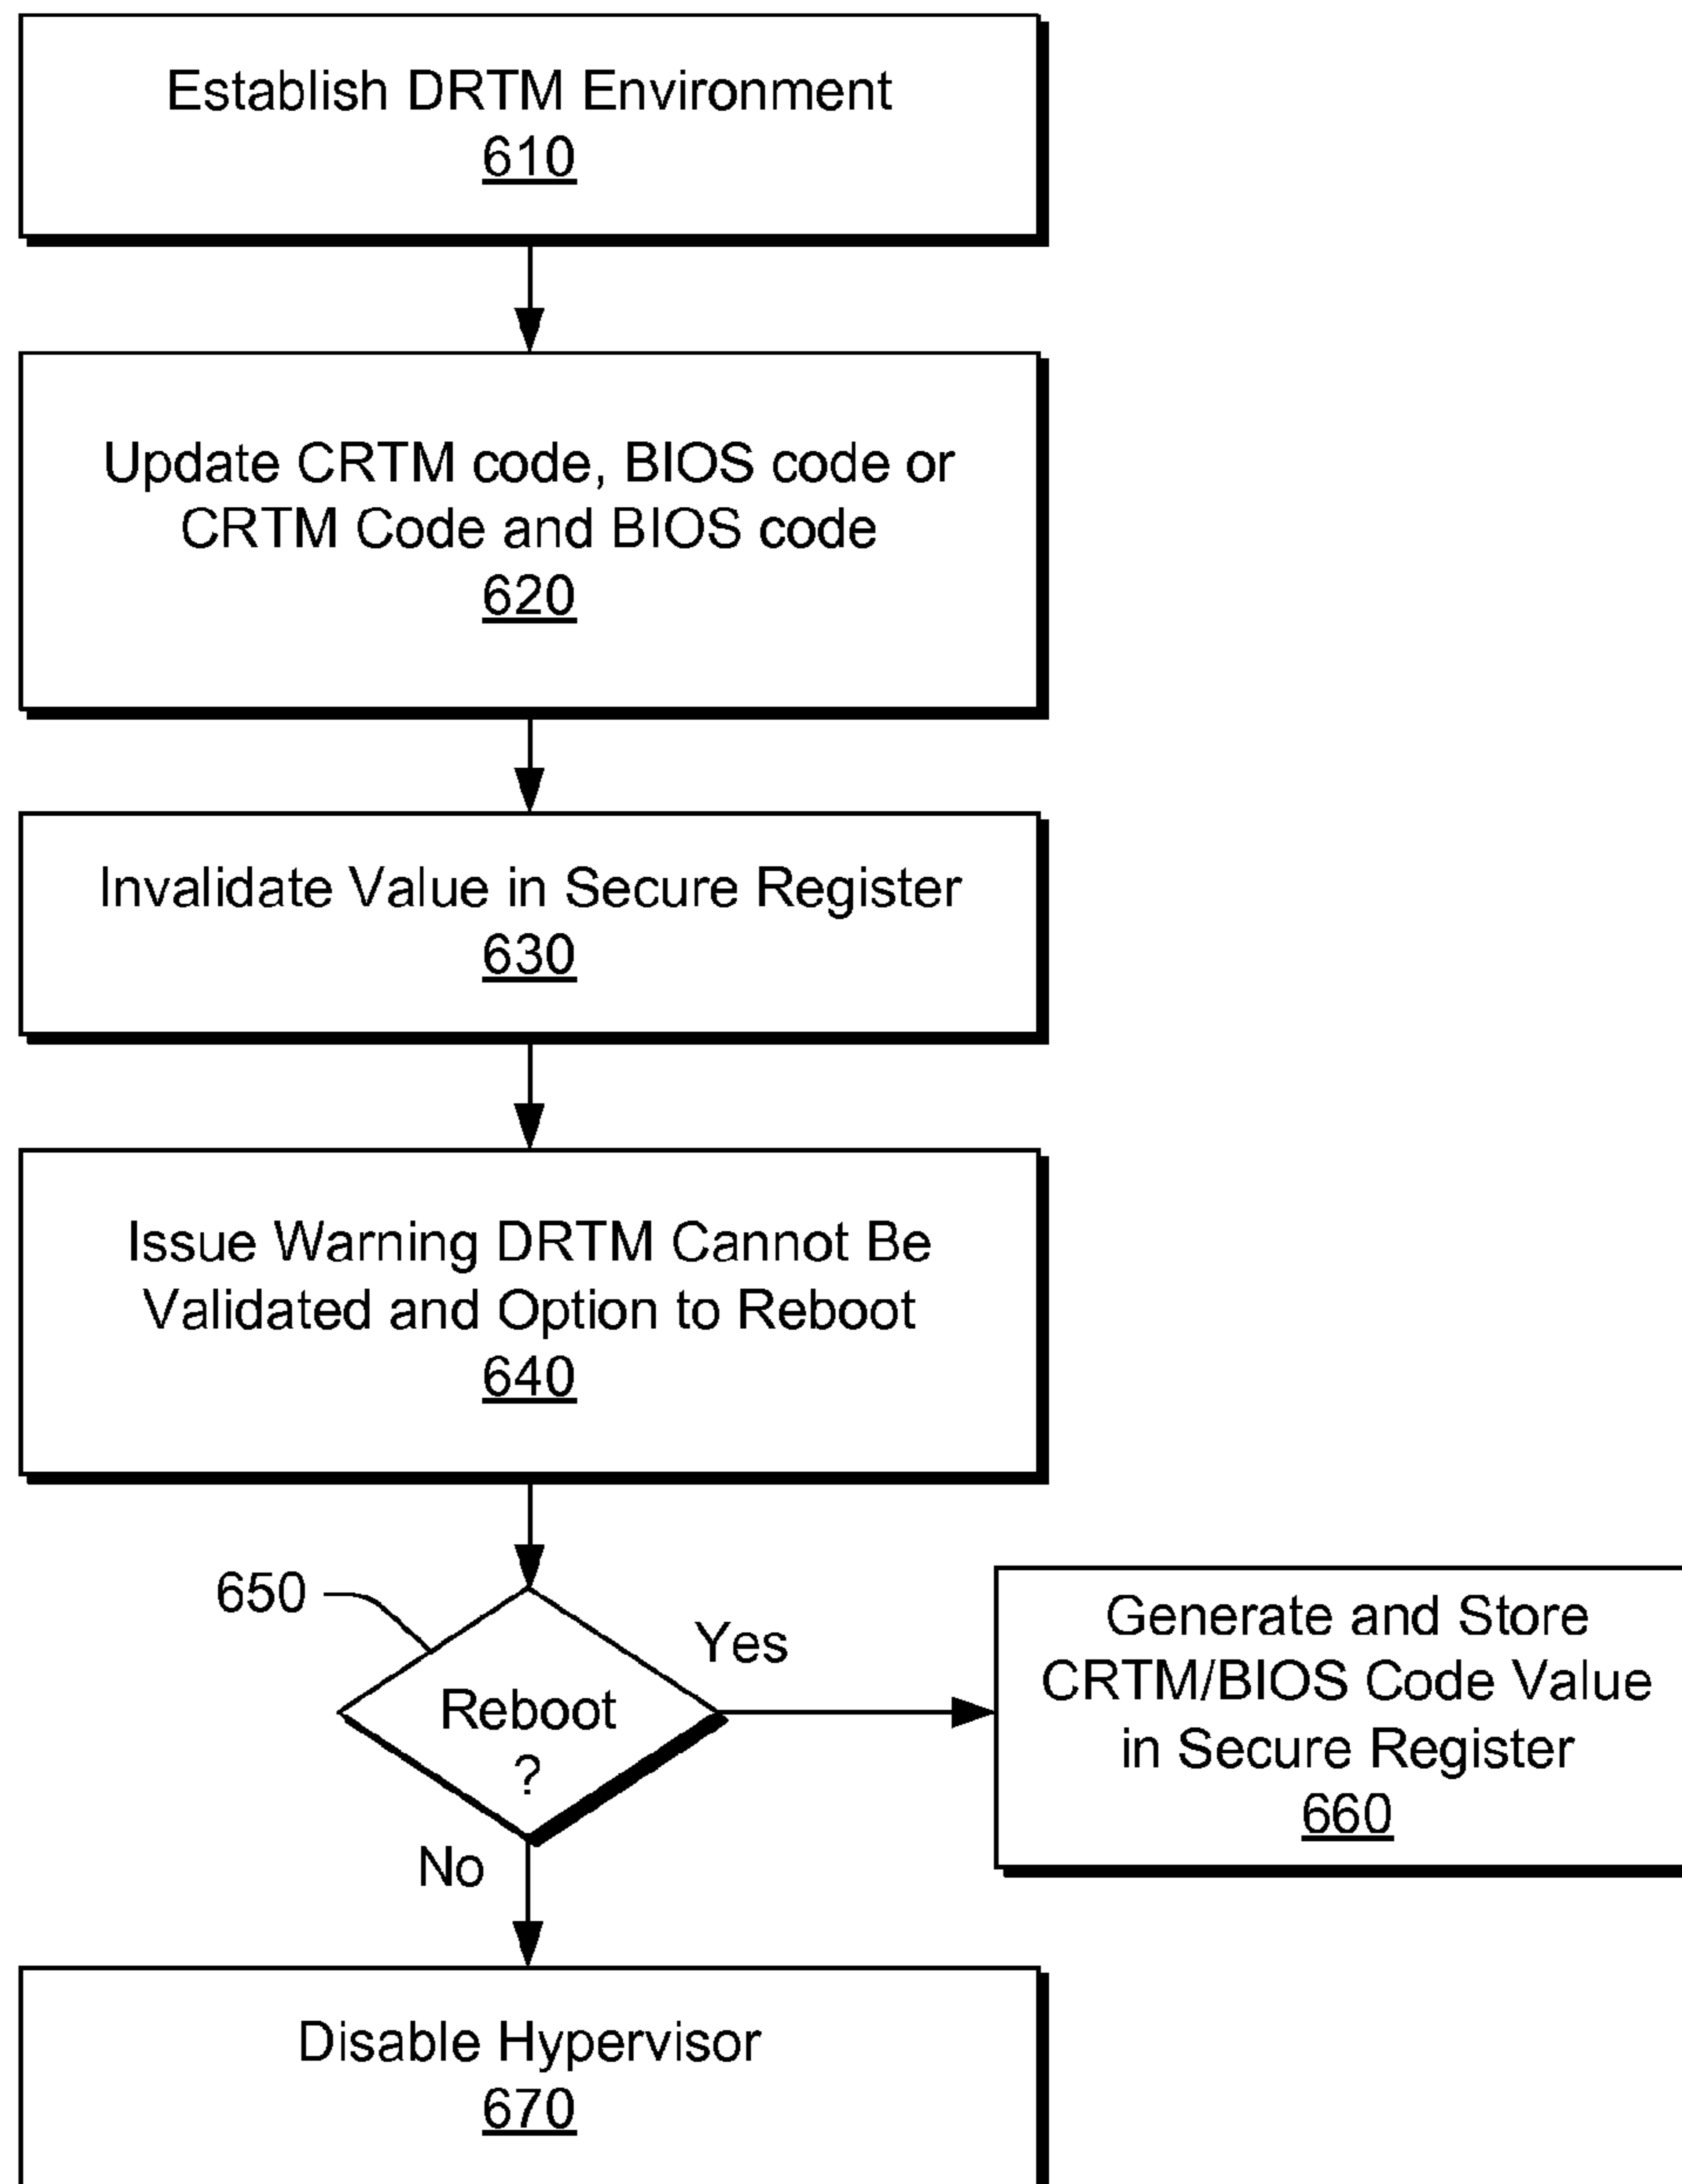 Establish DRTM Environment
610
Update CRTM code, BIOS code or
CRTM Code and BIOS code
620
Invalidate Value in Secure Register
630
Issue Warning DRTM Cannot Be
Validated and Option to Reboot
640
650
Reboot
?
Yes
Generate and Store
CRTM/BIOS Code Value
in Secure Register
660
No
Disable Hypervisor
670